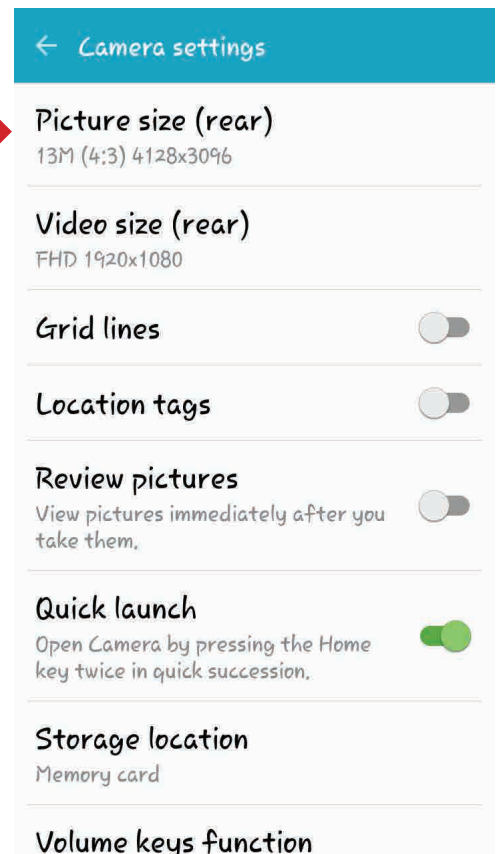 Camera settings
Picture size (rear)
13M (4:3) 4128x3096
Video size (rear)
FHD 1920x1080
Grid lines
Location tags
Review pictures
View pictures immediately after you
take them.
Quick launch
Open Camera by pressing the Home
key twice in quick succession.
Storage location
Memory card
Volume keys function